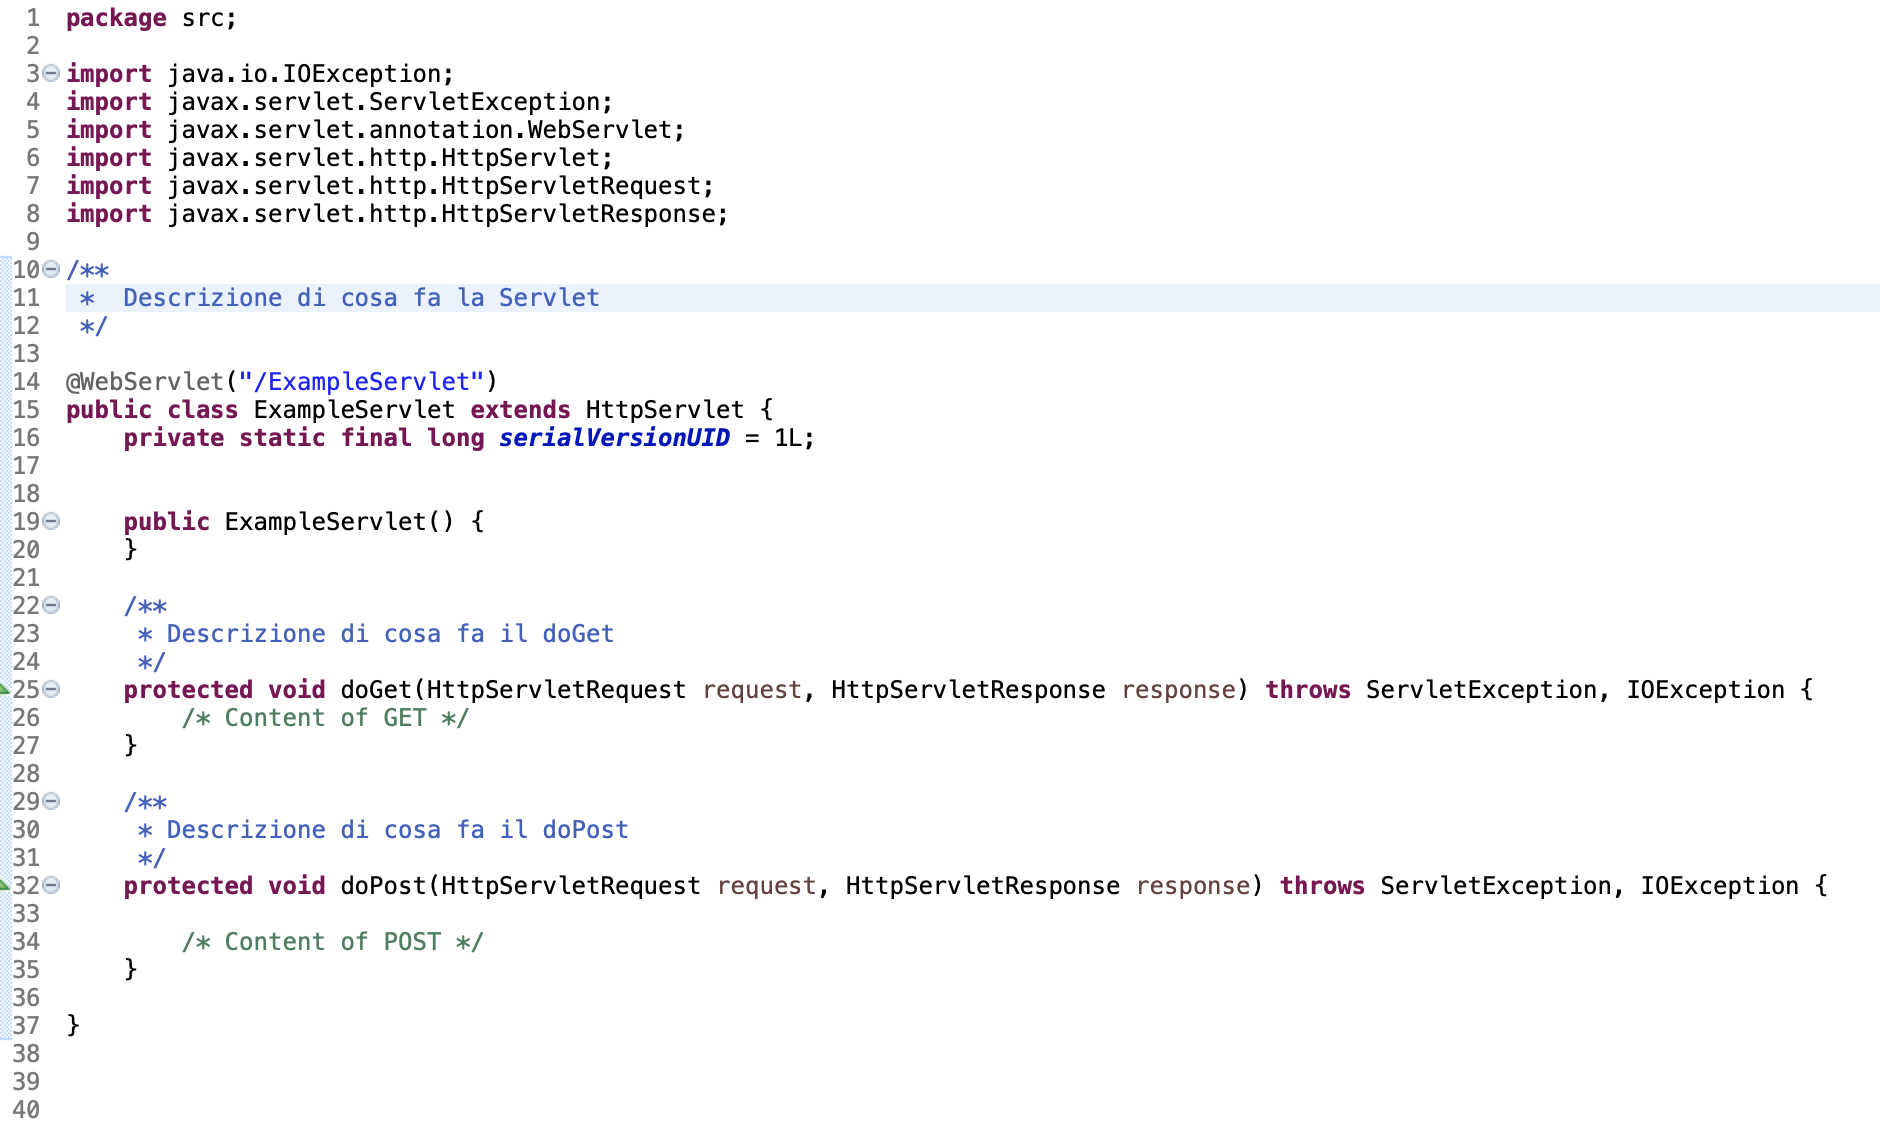 1 package src;
2
3 import java.io.IOException;
4 import javax.servlet.ServletException;
5 import javax.servlet.annotation.WebServlet;
6 import javax.servlet.http.HttpServlet;
7 import javax.servlet.http.HttpServletRequest;
8 import javax.servlet.http.HttpServletResponse;
9
10 /**
11  *  Descrizione di cosa fa la Servlet
12  */
13
14 @WebServlet("/ExampleServlet")
15 public class ExampleServlet extends HttpServlet {
16     private static final long serialVersionUID = 1L;
17
18
19     public ExampleServlet() {
20     }
21
22     /**
23      * Descrizione di cosa fa il doGet
24      */
25     protected void doGet(HttpServletRequest request, HttpServletResponse response) throws ServletException, IOException {
26         /* Content of GET */
27     }
28
29     /**
30      * Descrizione di cosa fa il doPost
31      */
32     protected void doPost(HttpServletRequest request, HttpServletResponse response) throws ServletException, IOException {
33
34         /* Content of POST */
35     }
36
37 }
38
39
40